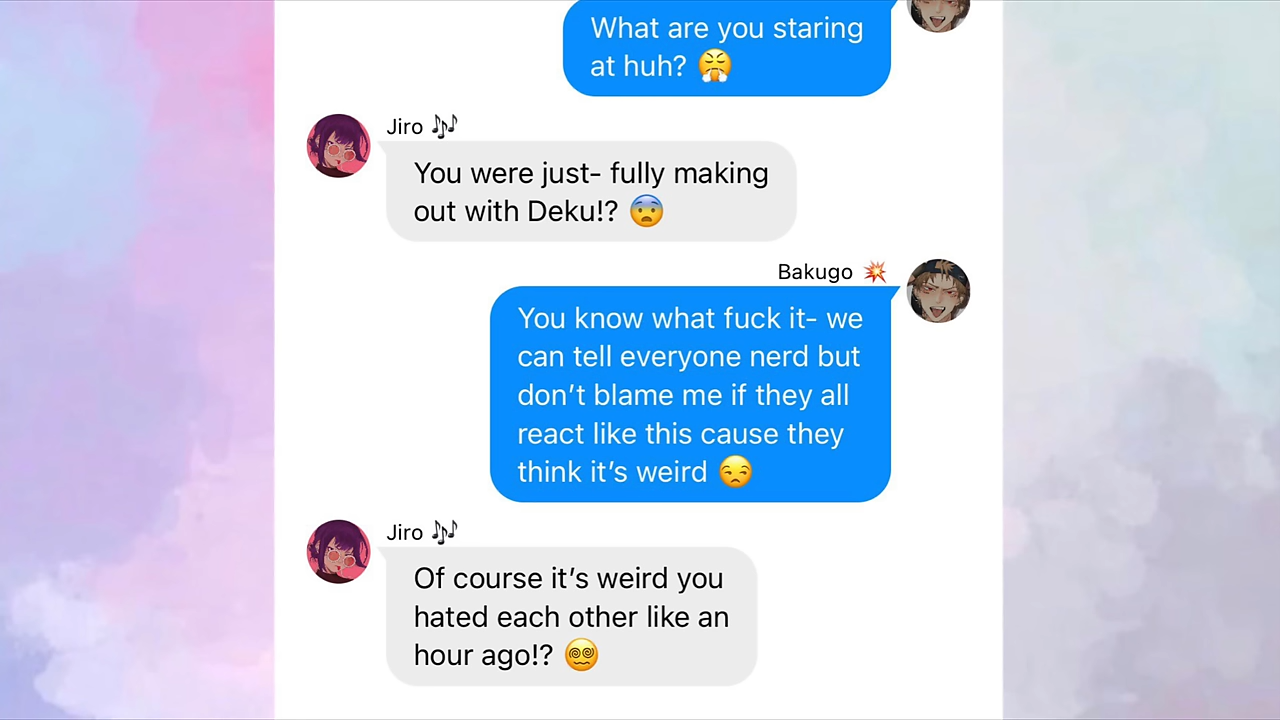 What are you staring
at huh? 😤
Jiro 🎶
You were just- fully making
out with Deku!? 😨
Bakugo 💥
You know what fuck it- we
can tell everyone nerd but
don’t blame me if they all
react like this cause they
think it’s weird 😒
Jiro 🎶
Of course it’s weird you
hated each other like an
hour ago!? 😵‍💫